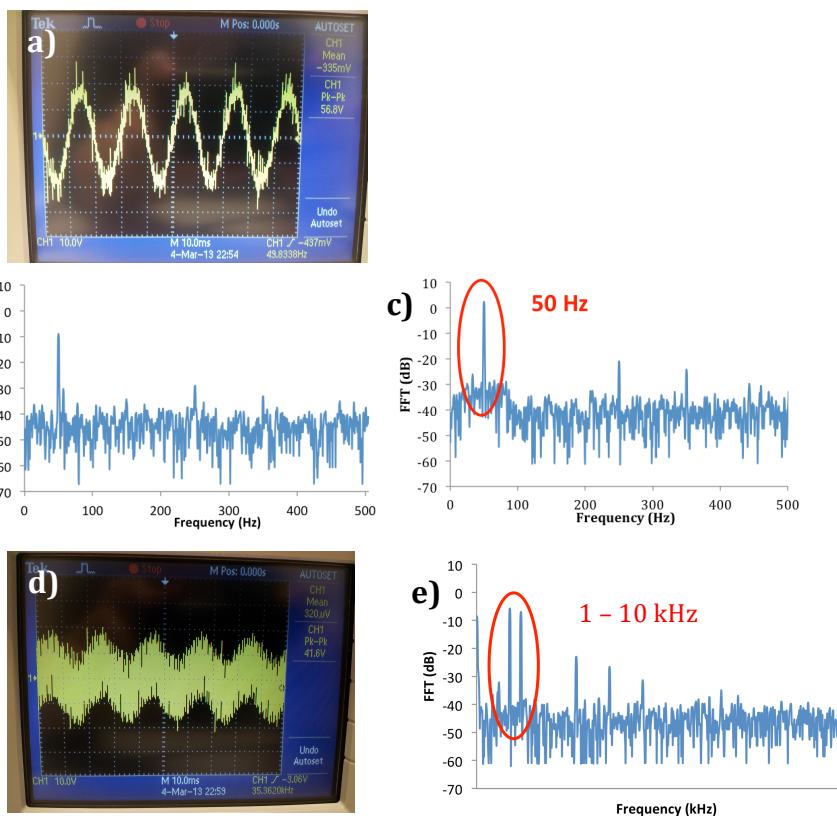 a)
Tek Stop M Pos: 0.000s AUTOSET
CH1
Mean
-335mV
CH1
Pk-Pk
56.8V
1
Undo
Autoset
CH1 10.0V M 10.0ms CH1 -437mV
4-Mar-13 22:54 49.8338Hz
10
0
-10
20
30
40
50
60
70
0 100 200 300 400 500
Frequency (Hz)
c)
50 Hz
FFT (dB)
10
0
-10
-20
-30
-40
-50
-60
-70
0 100 200 300 400 500
Frequency (Hz)
d)
Tek Stop M Pos: 0.000s AUTOSET
CH1
Mean
320µV
CH1
Pk-Pk
41.6V
1
Undo
Autoset
CH1 10.0V M 10.0ms CH1 -3.06V
4-Mar-13 22:59 35.3620kHz
e)
1 – 10 kHz
FFT (dB)
10
0
-10
-20
-30
-40
-50
-60
-70
Frequency (kHz)